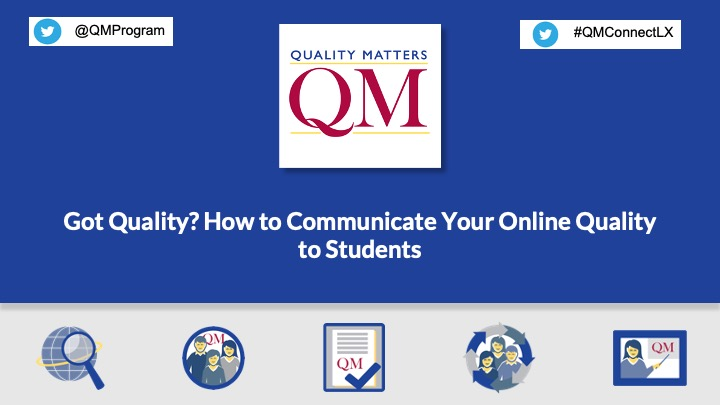 @QMProgram
#QMConnectLX
QUALITY MATTERS
QM
Got Quality? How to Communicate Your Online Quality
to Students
QM
QM
QM